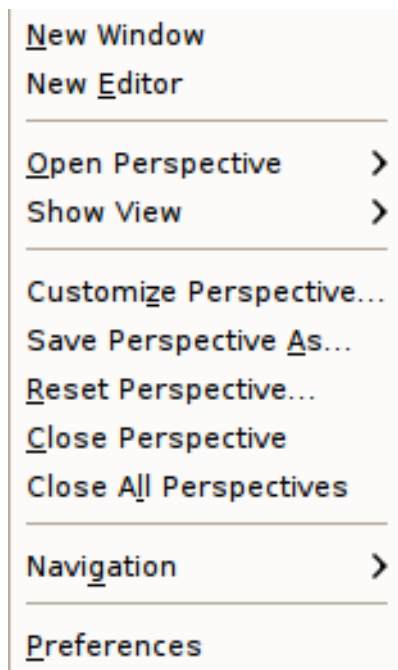 New Window
New Editor
Open Perspective
Show View
Customize Perspective...
Save Perspective As...
Reset Perspective...
Close Perspective
Close All Perspectives
Navigation
Preferences